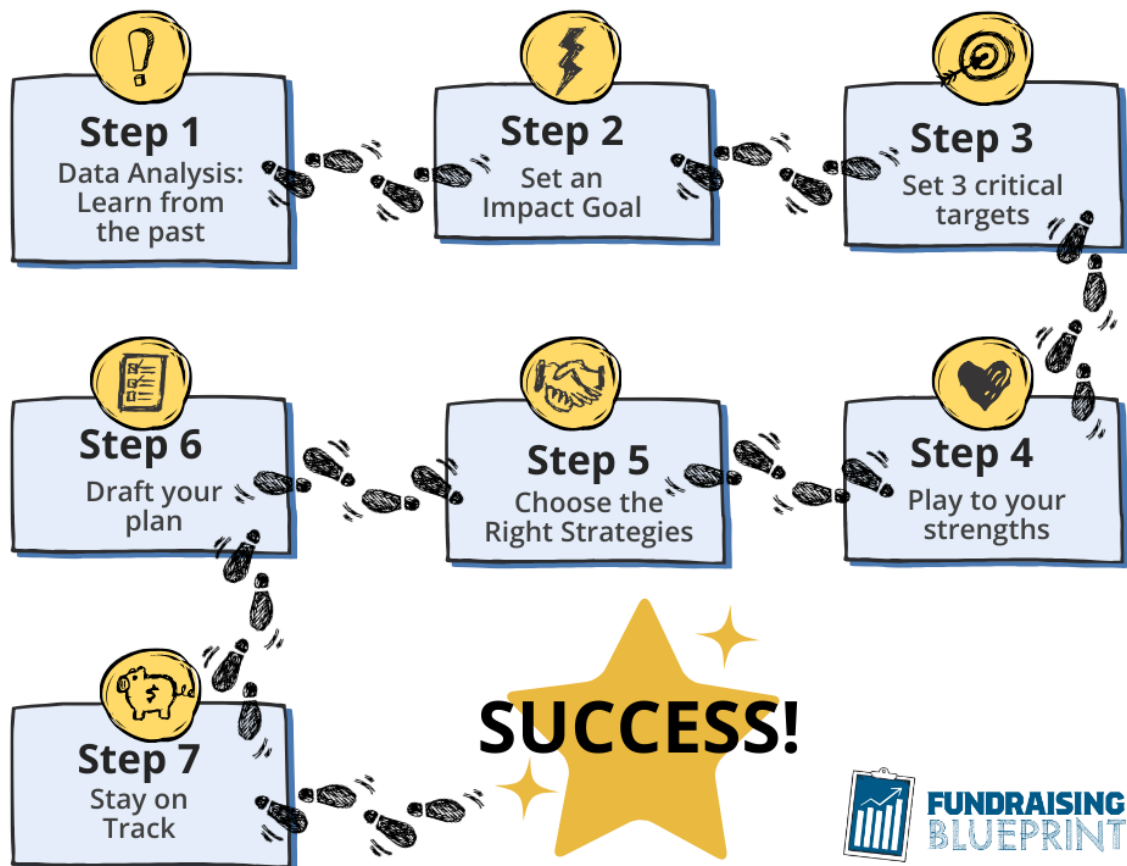 Step 1
Data Analysis:
Learn from
the past
Step 2
Set an
Impact Goal
Step 3
Set 3 critical
targets
Step 4
Play to your
strengths
Step 5
Choose the
Right Strategies
Step 6
Draft your
plan
Step 7
Stay on
Track
$
SUCCESS!
FUNDRAISING
BLUEPRINT